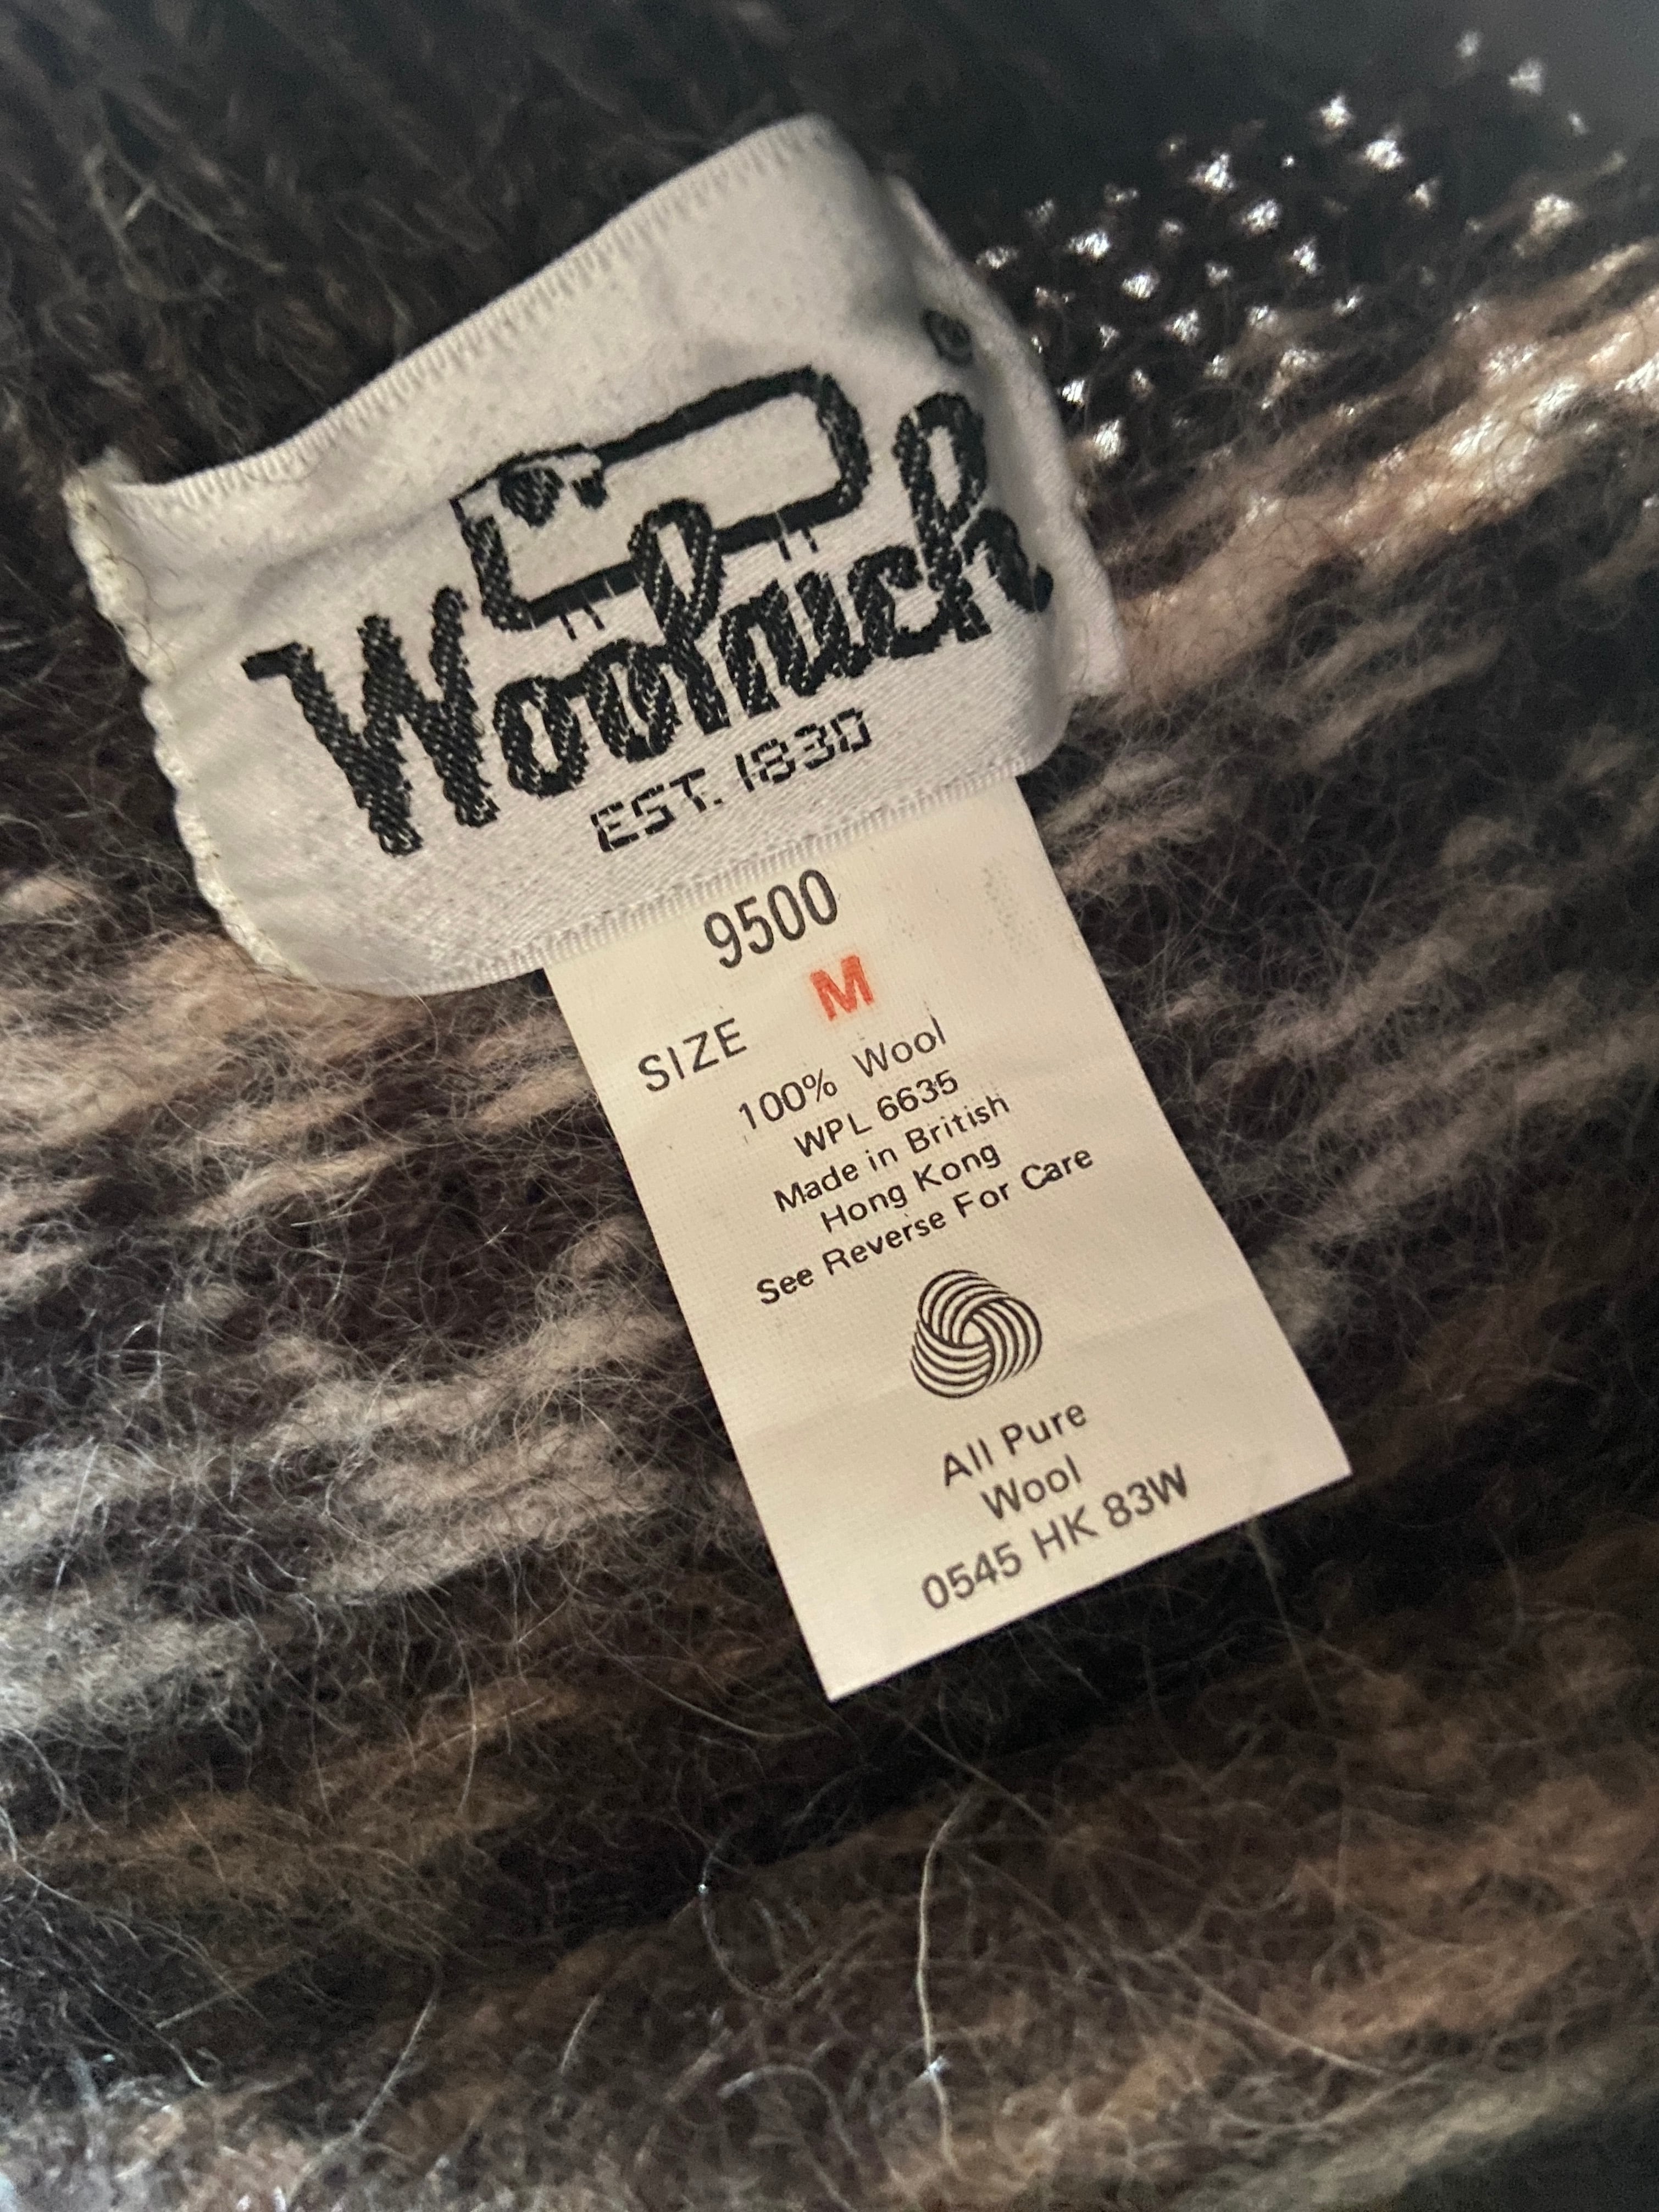 Woolrich
®
EST. 1830
9500
SIZE M
100% Wool
WPL 6635
Made in British
Hong Kong
See Reverse For Care
All Pure
Wool
0545 HK 83W